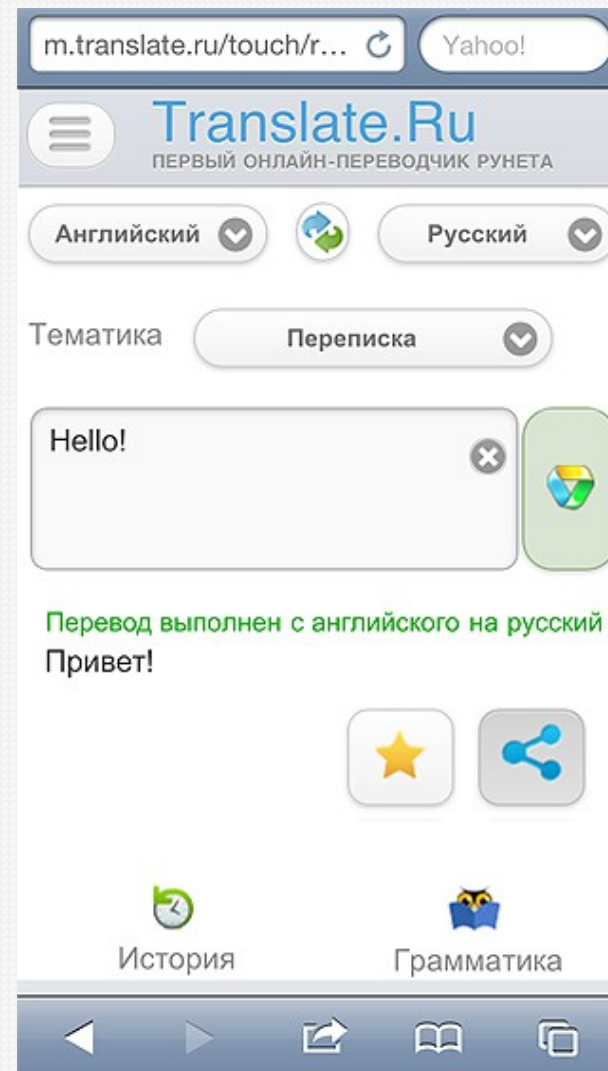 m.translate.ru/touch/r... Yahoo!
Translate.Ru
ПЕРВЫЙ ОНЛАЙН-ПЕРЕВОДЧИК РУНЕТА
Английский Русский
Тематика Переписка
Hello!
Перевод выполнен с английского на русский
Привет!
История Грамматика